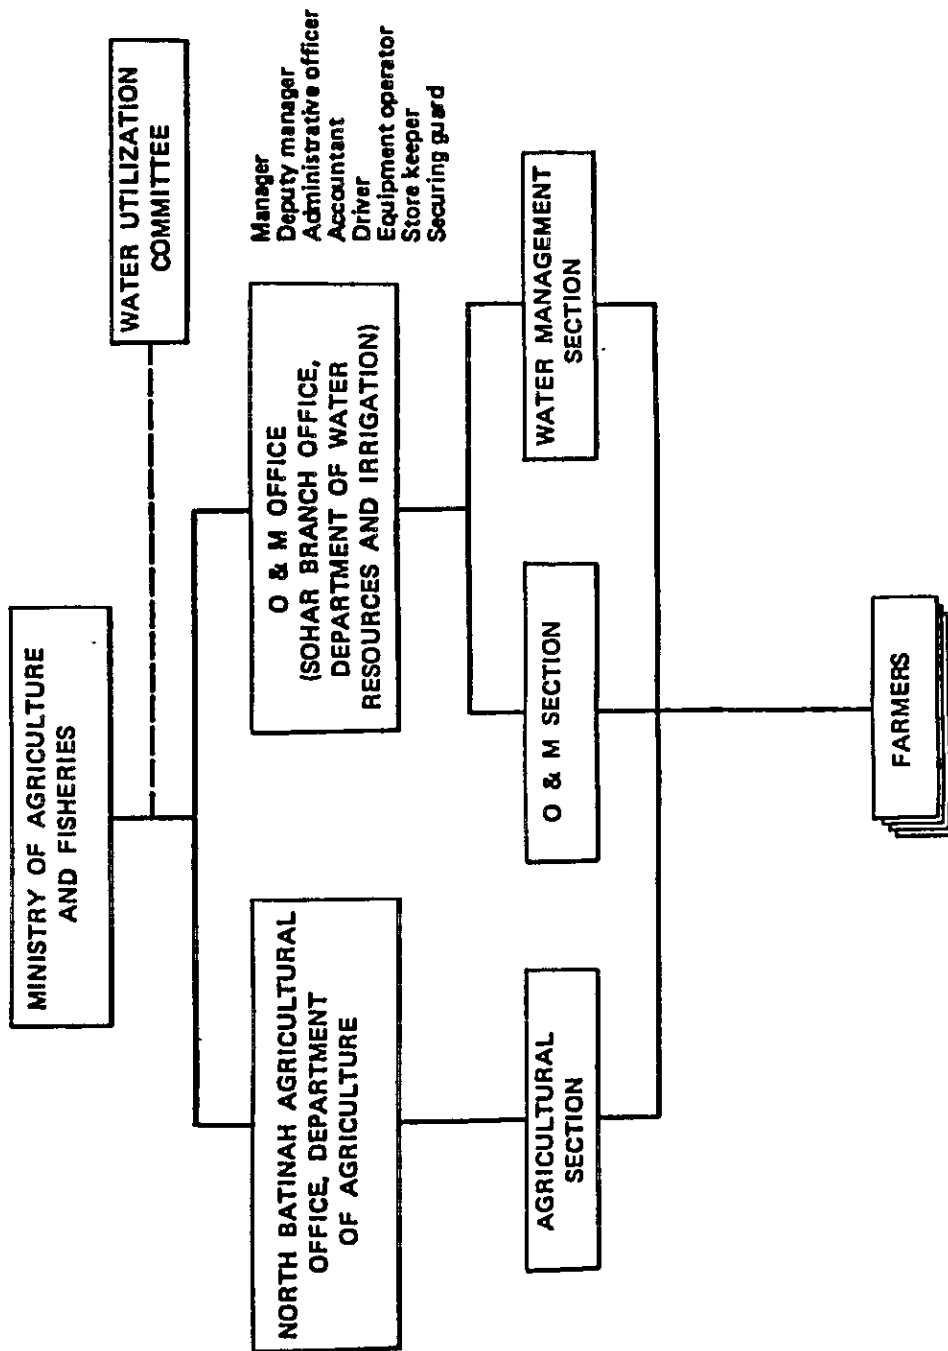 MINISTRY OF AGRICULTURE
AND FISHERIES
WATER UTILIZATION
COMMITTEE
NORTH BATINAH AGRICULTURAL
OFFICE, DEPARTMENT
OF AGRICULTURE
O & M OFFICE
(SOHAR BRANCH OFFICE,
DEPARTMENT OF WATER
RESOURCES AND IRRIGATION)
Manager
Deputy manager
Administrative officer
Accountant
Driver
Equipment operator
Store keeper
Securing guard
AGRICULTURAL
SECTION
O & M SECTION
WATER MANAGEMENT
SECTION
FARMERS